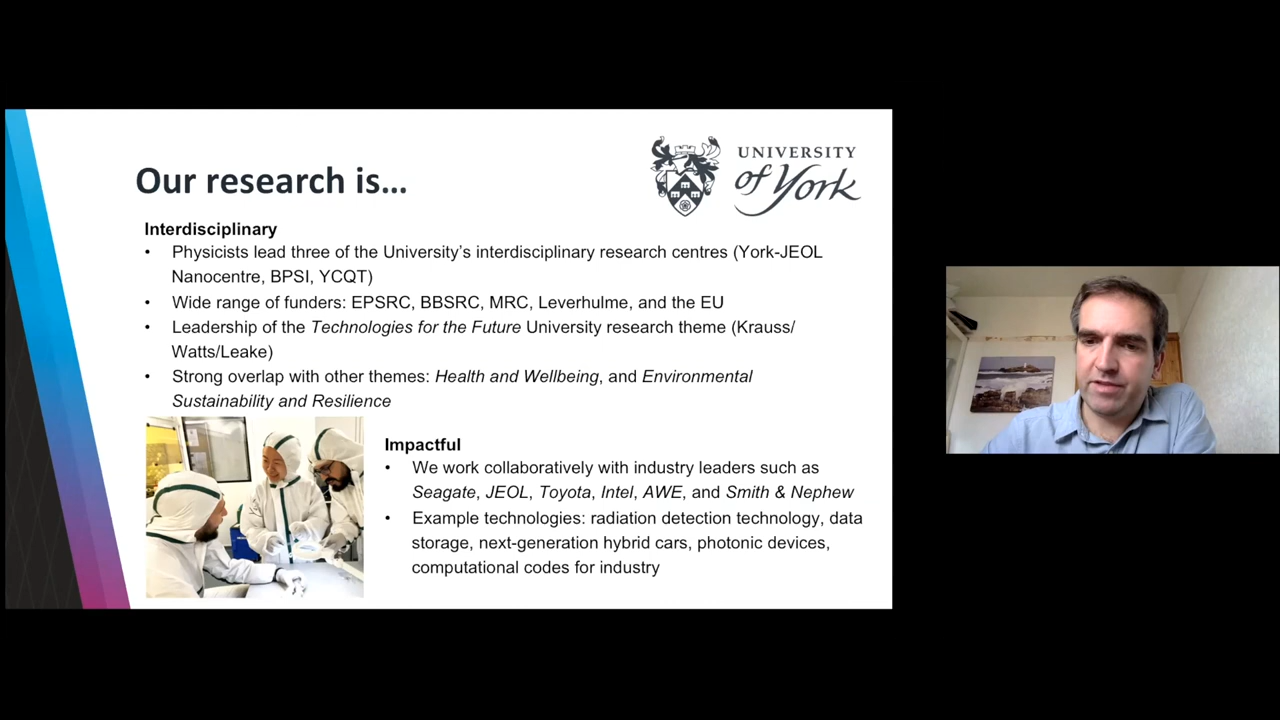 Our research is...
UNIVERSITY
of York
Interdisciplinary
• Physicists lead three of the University's interdisciplinary research centres (York-JEOL
Nanocentre, BPSI, YCQT)
• Wide range of funders: EPSRC, BBSRC, MRC, Leverhulme, and the EU
• Leadership of the Technologies for the Future University research theme (Krauss/
Watts/Leake)
• Strong overlap with other themes: Health and Wellbeing, and Environmental
Sustainability and Resilience
Impactful
• We work collaboratively with industry leaders such as
Seagate, JEOL, Toyota, Intel, AWE, and Smith & Nephew
• Example technologies: radiation detection technology, data
storage, next-generation hybrid cars, photonic devices,
computational codes for industry